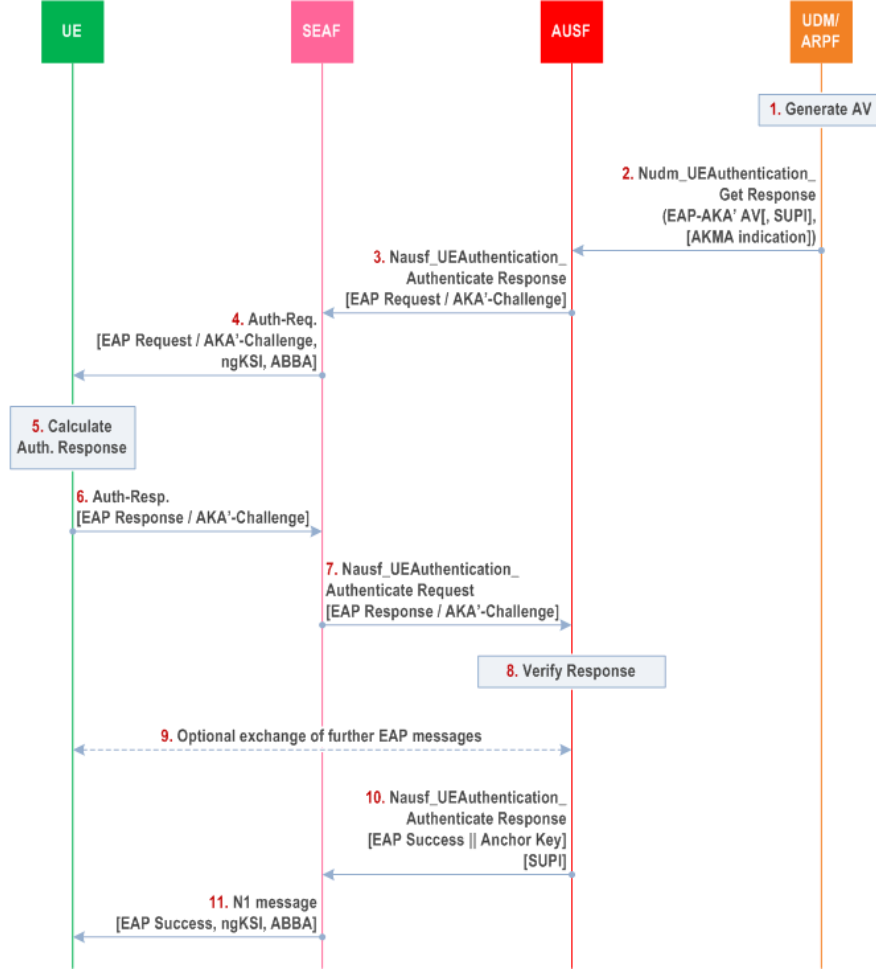 UE
SEAF
AUSF
UDM/
ARPF
1. Generate AV
2. Nudm_UEAuthentication_
Get Response
(EAP-AKA’ AV[, SUPI],
[AKMA indication])
3. Nausf_UEAuthentication_
Authenticate Response
[EAP Request / AKA’-Challenge]
4. Auth-Req.
[EAP Request / AKA’-Challenge,
ngKSI, ABBA]
5. Calculate
Auth. Response
6. Auth-Resp.
[EAP Response / AKA’-Challenge]
7. Nausf_UEAuthentication_
Authenticate Request
[EAP Response / AKA’-Challenge]
8. Verify Response
9. Optional exchange of further EAP messages
10. Nausf_UEAuthentication_
Authenticate Response
[EAP Success || Anchor Key]
[SUPI]
11. N1 message
[EAP Success, ngKSI, ABBA]